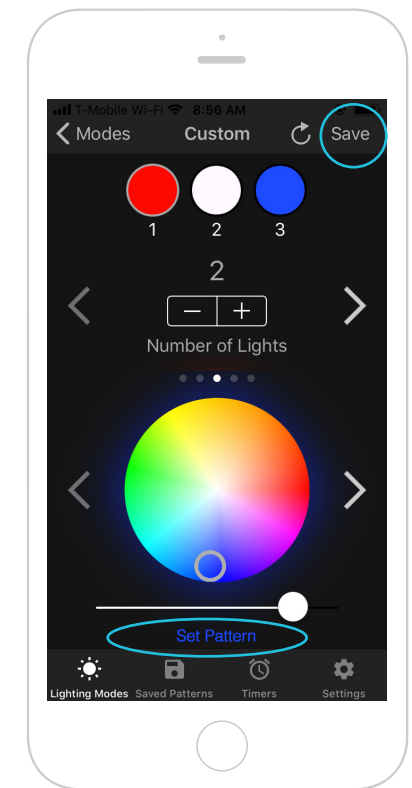 T-Mobile Wi-Fi 8:56 AM
Modes Custom Save
1 2 3
2
− +
Number of Lights
Set Pattern
Lighting Modes Saved Patterns Timers Settings